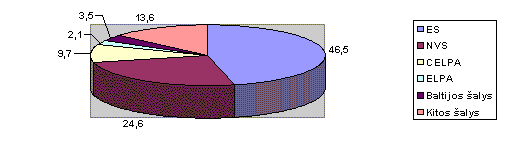 3,5
13,6
2,1
9,7
46,5
24,6
ES
NVS
CELPA
ELPA
Baltijos šalys
Kitos šalys